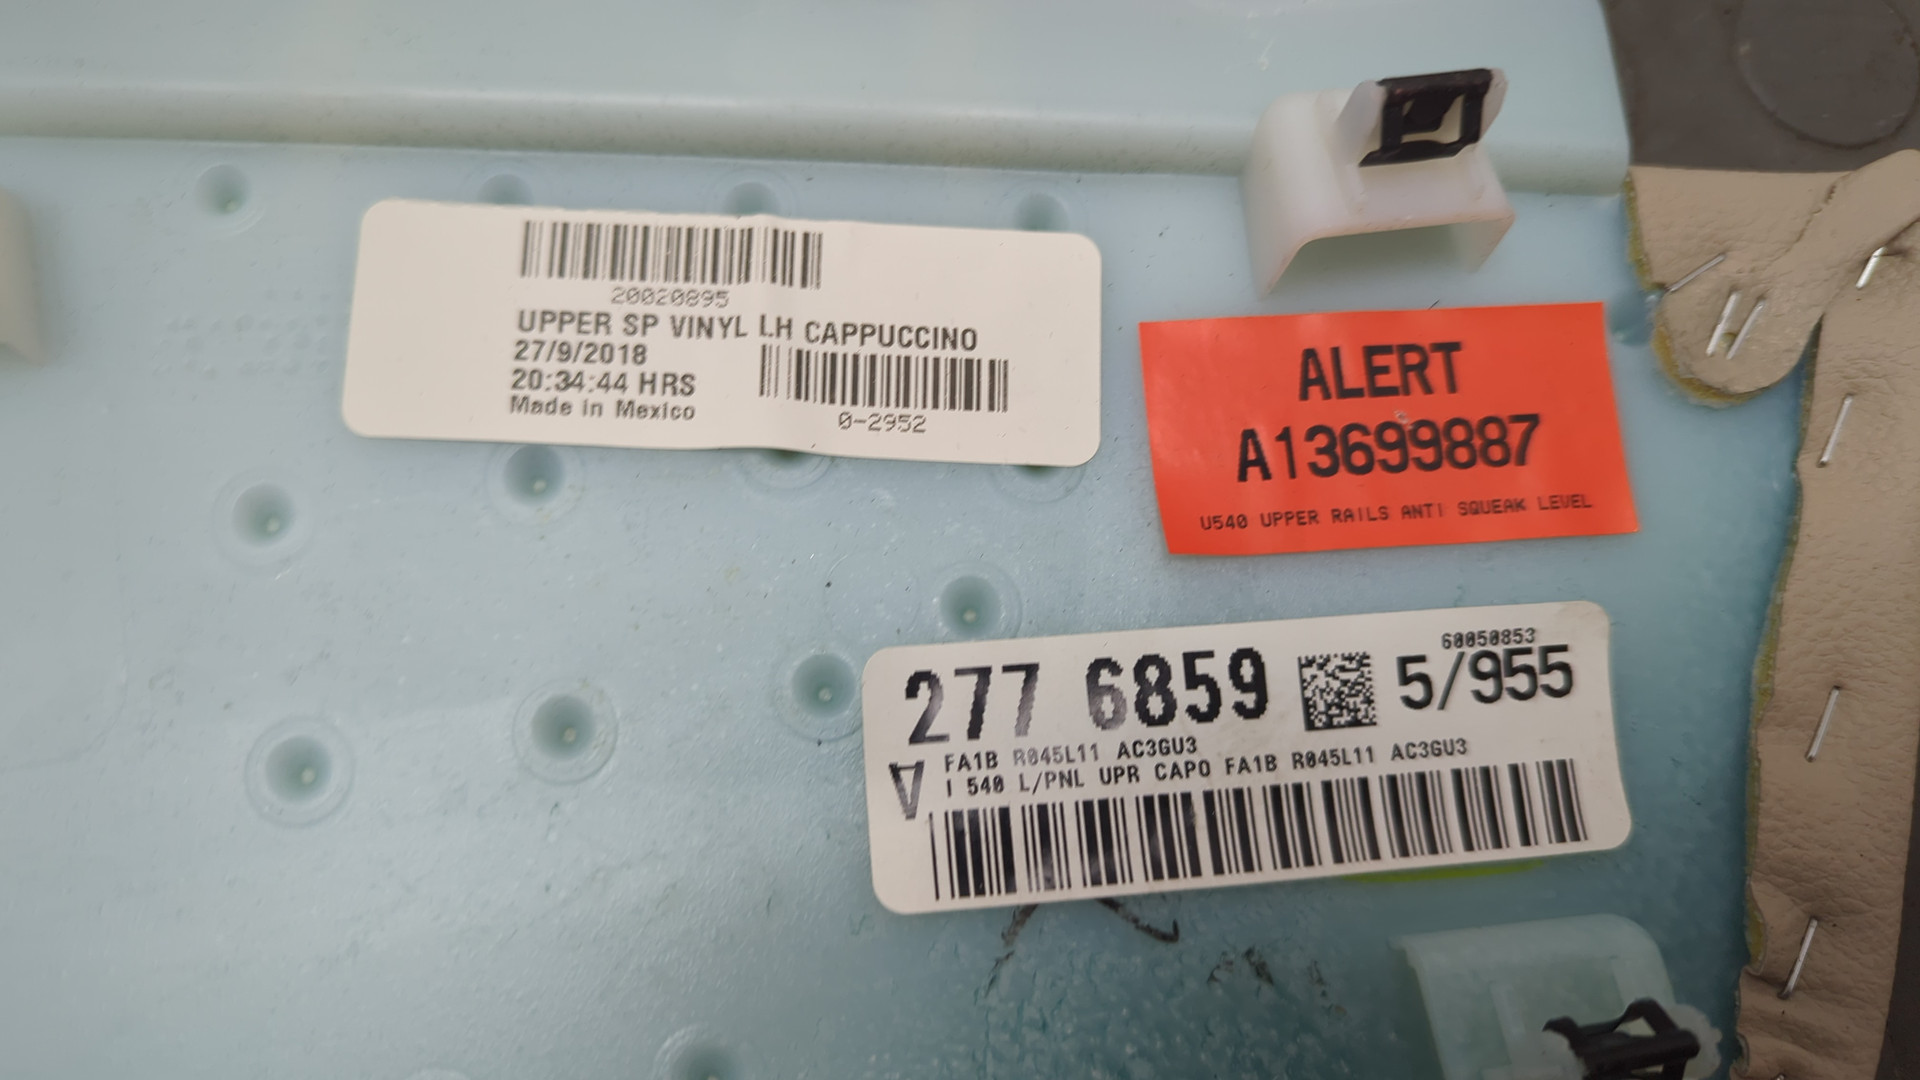 20020895
UPPER SP VINYL LH CAPPUCCINO
27/9/2018
20:34:44 HRS
Made in Mexico
0-2952
ALERT
A13699887
U540 UPPER RAILS ANTI SQUEAK LEVEL
60050853
277 6859 5/955
FA1B R045L11 AC3GU3
A I 540 L/PNL UPR CAPO FA1B R045L11 AC3GU3